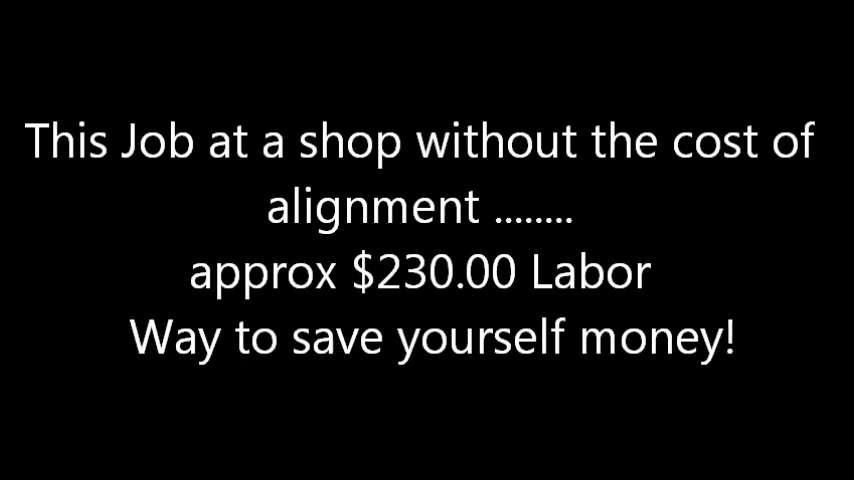 This Job at a shop without the cost of
alignment ........
approx $230.00 Labor
Way to save yourself money!